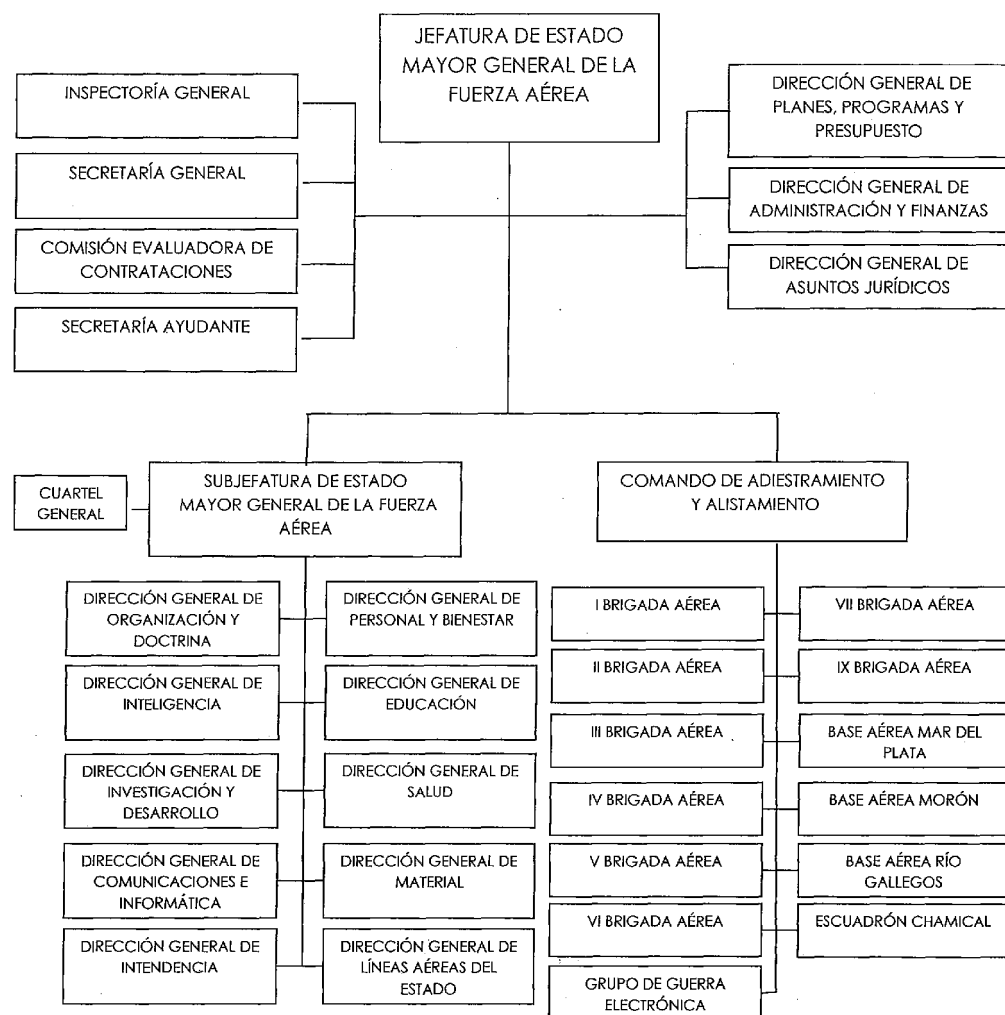 JEFATURA DE ESTADO
MAYOR GENERAL DE LA
FUERZA AÉREA
INSPECTORÍA GENERAL
SECRETARÍA GENERAL
COMISIÓN EVALUADORA DE
CONTRATACIONES
SECRETARÍA AYUDANTE
DIRECCIÓN GENERAL DE
PLANES, PROGRAMAS Y
PRESUPUESTO
DIRECCIÓN GENERAL DE
ADMINISTRACIÓN Y FINANZAS
DIRECCIÓN GENERAL DE
ASUNTOS JURÍDICOS
CUARTEL
GENERAL
SUBJEFATURA DE ESTADO
MAYOR GENERAL DE LA FUERZA
AÉREA
COMANDO DE ADIESTRAMIENTO
Y ALISTAMIENTO
DIRECCIÓN GENERAL DE
ORGANIZACIÓN Y
DOCTRINA
DIRECCIÓN GENERAL DE
PERSONAL Y BIENESTAR
DIRECCIÓN GENERAL DE
INTELIGENCIA
DIRECCIÓN GENERAL DE
EDUCACIÓN
DIRECCIÓN GENERAL DE
INVESTIGACIÓN Y
DESARROLLO
DIRECCIÓN GENERAL DE
SALUD
DIRECCIÓN GENERAL DE
COMUNICACIONES E
INFORMÁTICA
DIRECCIÓN GENERAL DE
MATERIAL
DIRECCIÓN GENERAL DE
INTENDENCIA
DIRECCIÓN GENERAL DE
LÍNEAS AÉREAS DEL
ESTADO
I BRIGADA AÉREA
VII BRIGADA AÉREA
II BRIGADA AÉREA
IX BRIGADA AÉREA
III BRIGADA AÉREA
BASE AÉREA MAR DEL
PLATA
IV BRIGADA AÉREA
BASE AÉREA MORÓN
V BRIGADA AÉREA
BASE AÉREA RÍO
GALLEGOS
VI BRIGADA AÉREA
ESCUADRÓN CHAMICAL
GRUPO DE GUERRA
ELECTRÓNICA